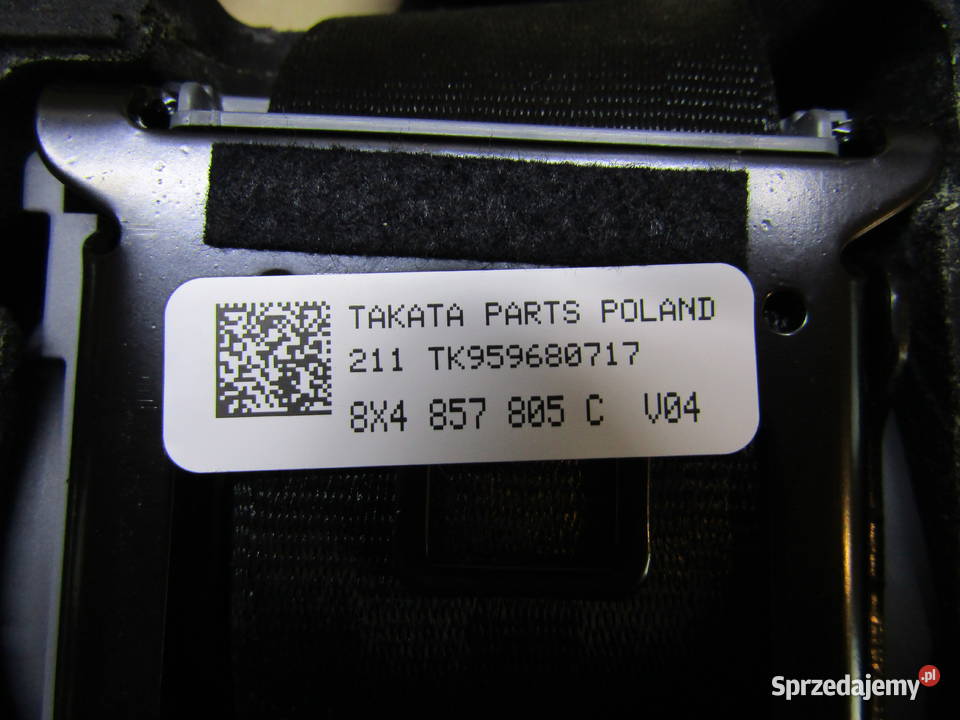 TAKATA PARTS POLAND
211 TK959680717
8X4 857 805 C V04
Sprzedajemy.pl